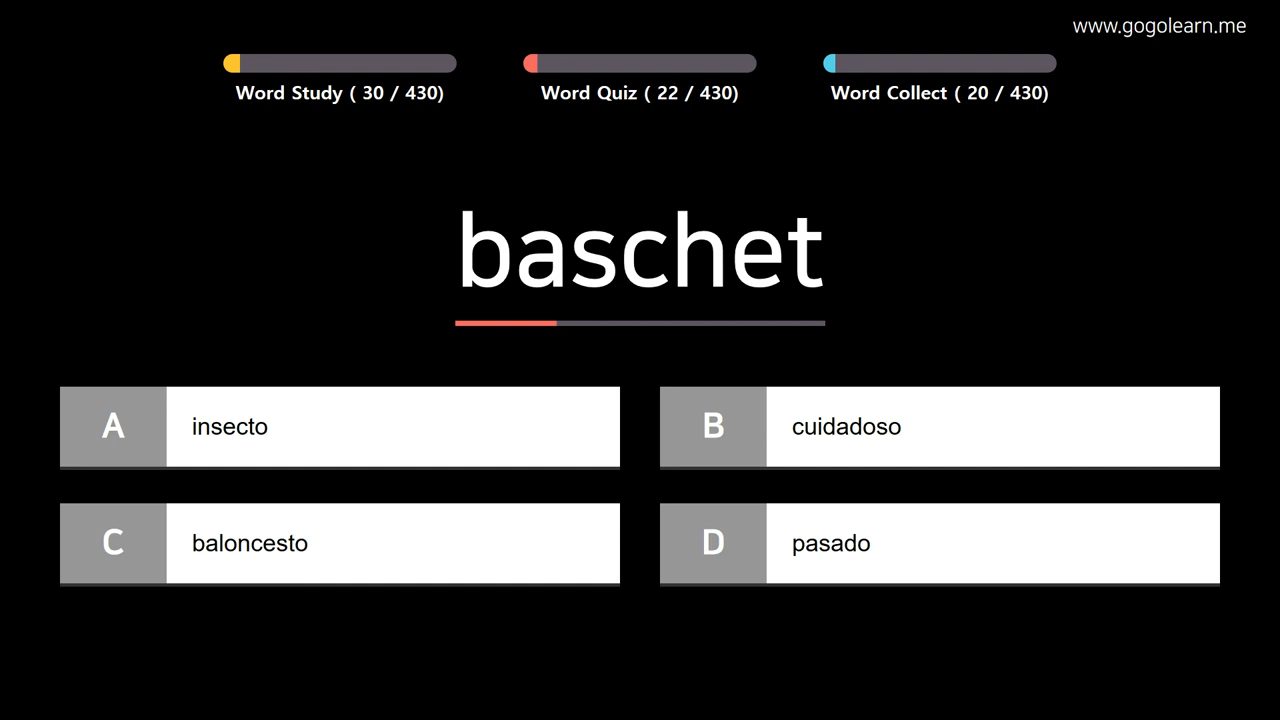 www.gogolearn.me
Word Study ( 30 / 430)
Word Quiz ( 22 / 430)
Word Collect ( 20 / 430)
baschet
A insecto
B cuidadoso
C baloncesto
D pasado